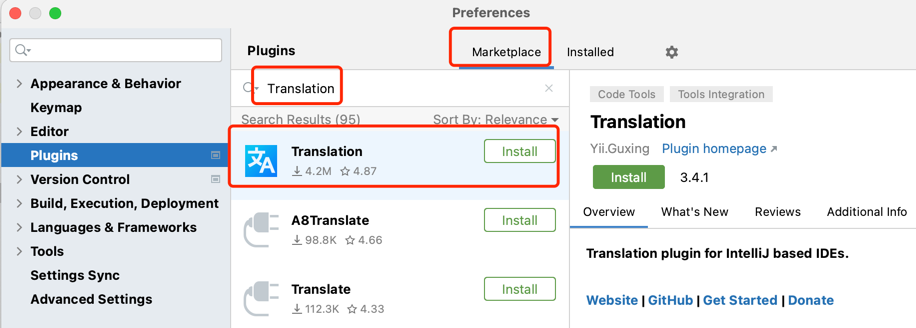 Preferences
Plugins
Marketplace
Installed
Appearance & Behavior
Keymap
Editor
Plugins
Version Control
Build, Execution, Deployment
Languages & Frameworks
Tools
Settings Sync
Advanced Settings
Translation
Search Results (95)
Sort By: Relevance
Translation
4.2M
4.87
Install
A8Translate
98.8K
4.66
Install
Translate
112.3K
4.33
Install
Code Tools
Tools Integration
Translation
Yii.Guxing
Plugin homepage ↗
Install
3.4.1
Overview
What's New
Reviews
Additional Info
Translation plugin for IntelliJ based IDEs.
Website | GitHub | Get Started | Donate